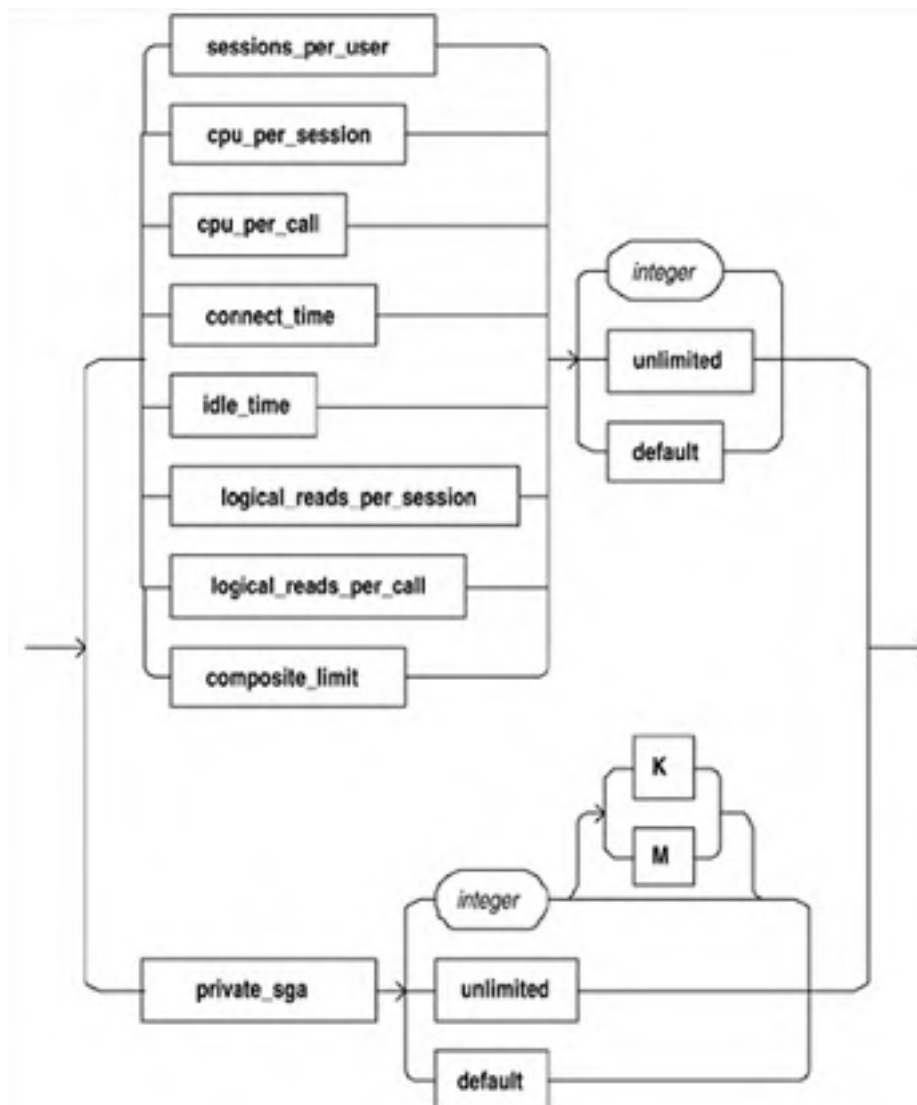 sessions_per_user
cpu_per_session
cpu_per_call
connect_time
idle_time
logical_reads_per_session
logical_reads_per_call
composite_limit
integer
unlimited
default
private_sga
integer
K
M
unlimited
default